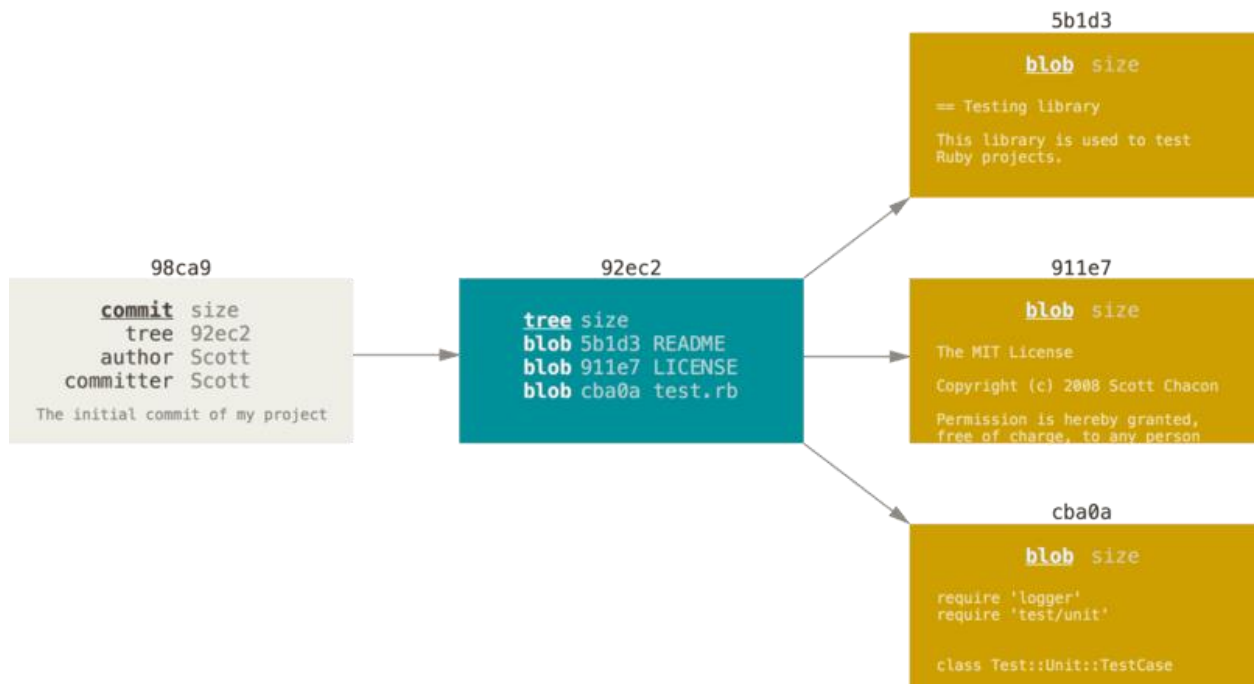 98ca9
commit size
tree 92ec2
author Scott
committer Scott
The initial commit of my project
92ec2
tree size
blob 5b1d3 README
blob 911e7 LICENSE
blob cba0a test.rb
5b1d3
blob size
== Testing library
This library is used to test
Ruby projects.
911e7
blob size
The MIT License
Copyright (c) 2008 Scott Chacon
Permission is hereby granted,
free of charge, to any person
cba0a
blob size
require 'logger'
require 'test/unit'
class Test::Unit::TestCase